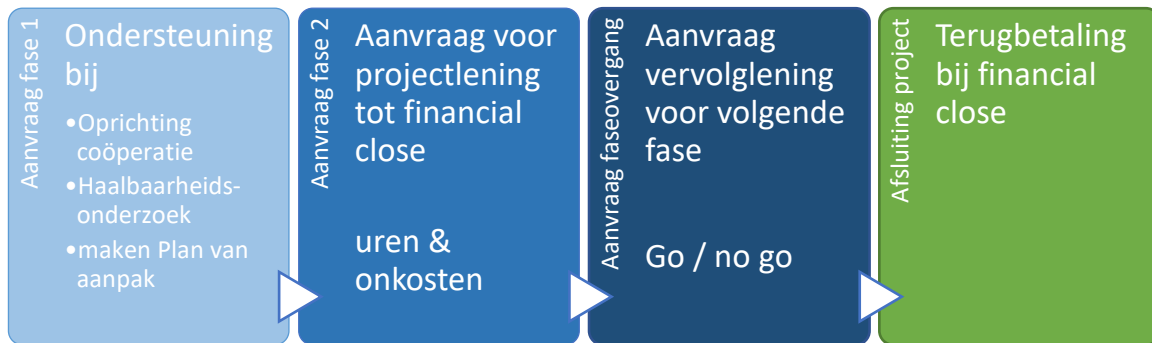 Aanvraag fase 1
Ondersteuning
bij
•Oprichting
coöperatie
•Haalbaarheids-
onderzoek
•maken Plan van
aanpak
Aanvraag fase 2
Aanvraag voor
projectlening
tot financial
close
uren &
onkosten
Aanvraag faseovergang
Aanvraag
vervolglening
voor volgende
fase
Go / no go
Afsluiting project
Terugbetaling
bij financial
close